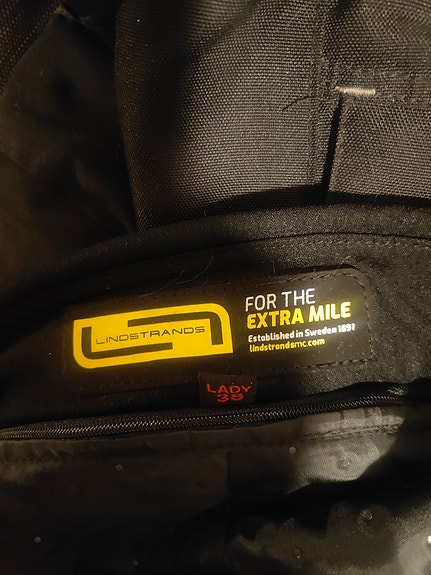 LINDSTRANDS
FOR THE
EXTRA MILE
Established in Sweden 1897
lindstrandsmc.com
LADY
38